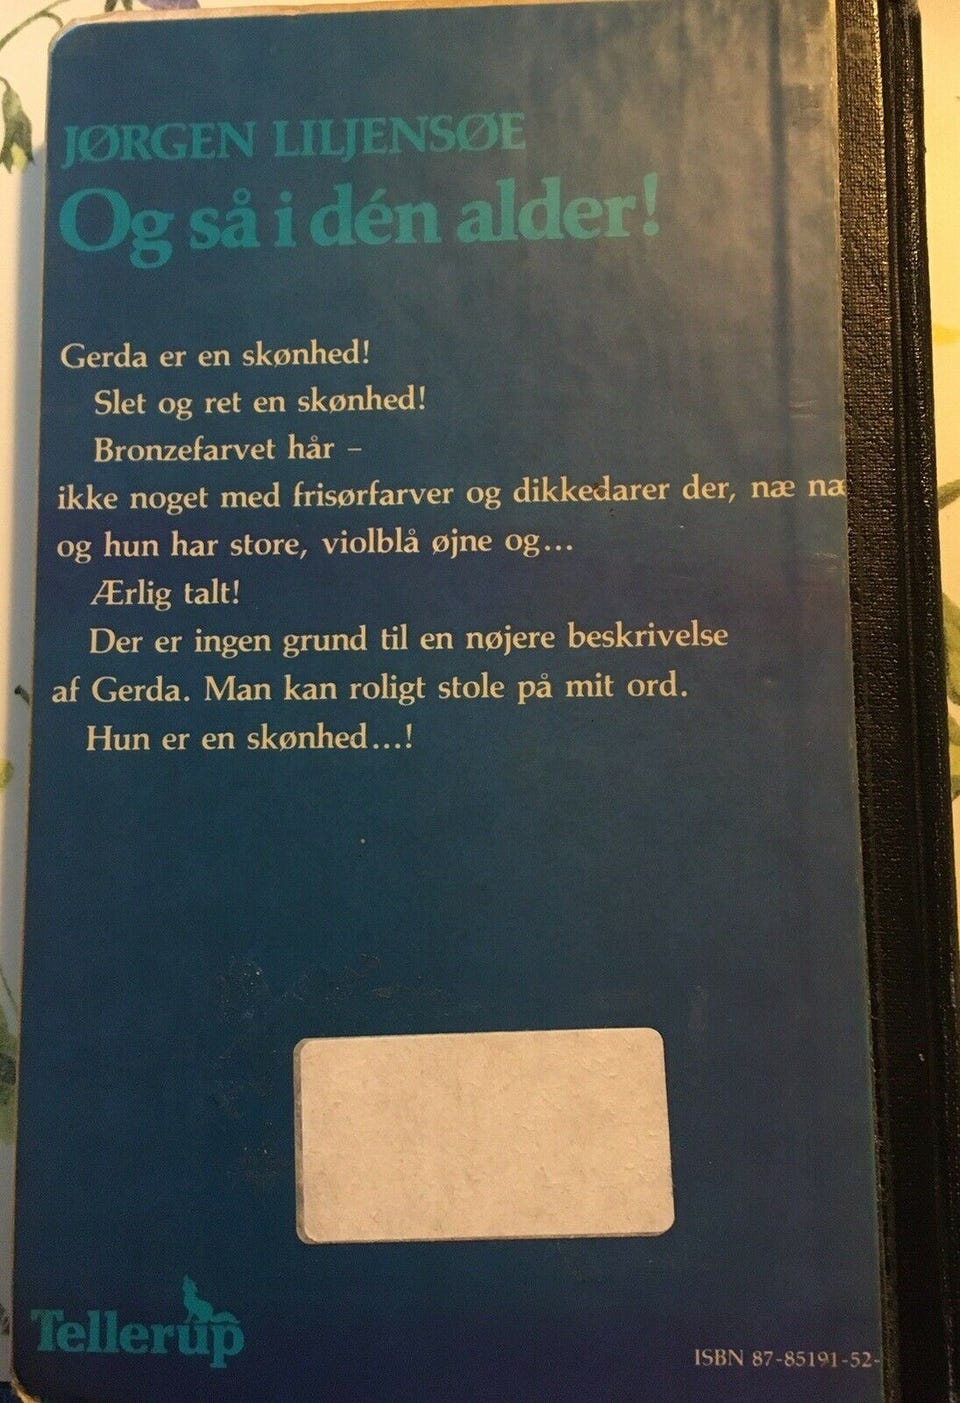 JØRGEN LILJENSØE
Og så i dén alder!
Gerda er en skønhed!
Slet og ret en skønhed!
Bronzefarvet hår –
ikke noget med frisørfarver og dikkedarer der, næ næ
og hun har store, violblå øjne og...
Ærlig talt!
Der er ingen grund til en nøjere beskrivelse
af Gerda. Man kan roligt stole på mit ord.
Hun er en skønhed...!
Tellerup
ISBN 87-85191-52-